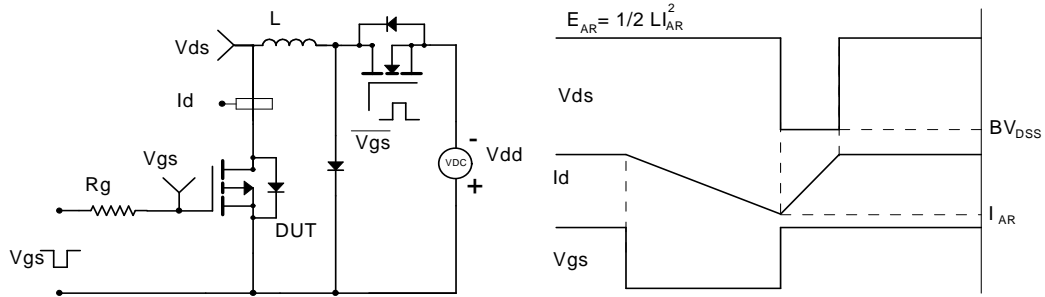 L
Vds
Id
Vgs
Vgs
Rg
DUT
Vgs
VDC
Vdd
-
+
E_AR= 1/2 LI_AR^2
Vds
BV_DSS
Id
I_AR
Vgs